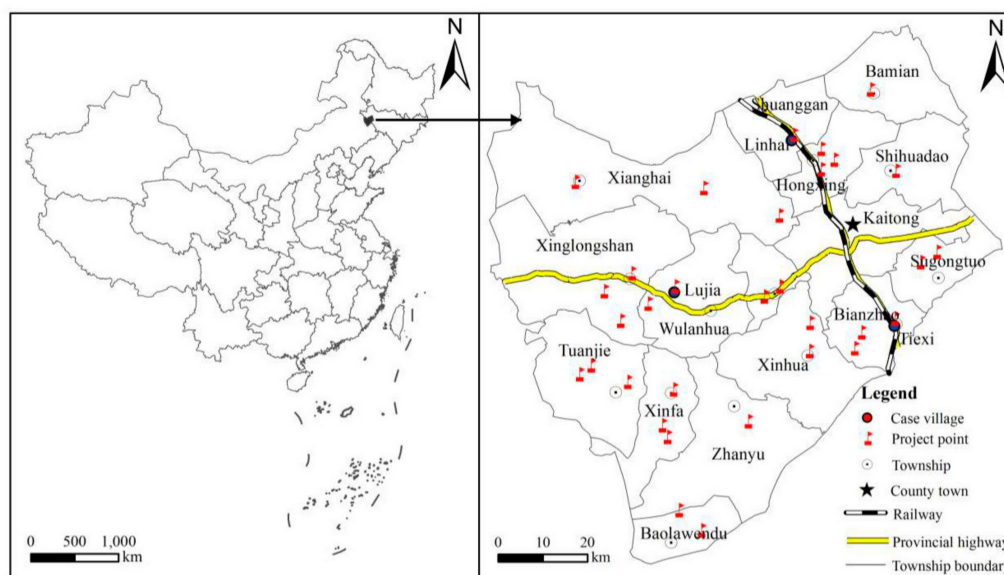 N
0 500 1,000
km
N
Bamian
Shuanggan
Linhai
Shihuadao
Xianghai
Hongxing
Kaitong
Xinglongshan
Sugongtuo
Lujia
Bianzhao
Wulanhua
Tiexi
Tuanjie
Xinhua
Legend
Xinfa
Case village
Project point
Zhanyu
Township
County town
Railway
Baolawendu
Provincial highway
0 10 20
km
Township boundar